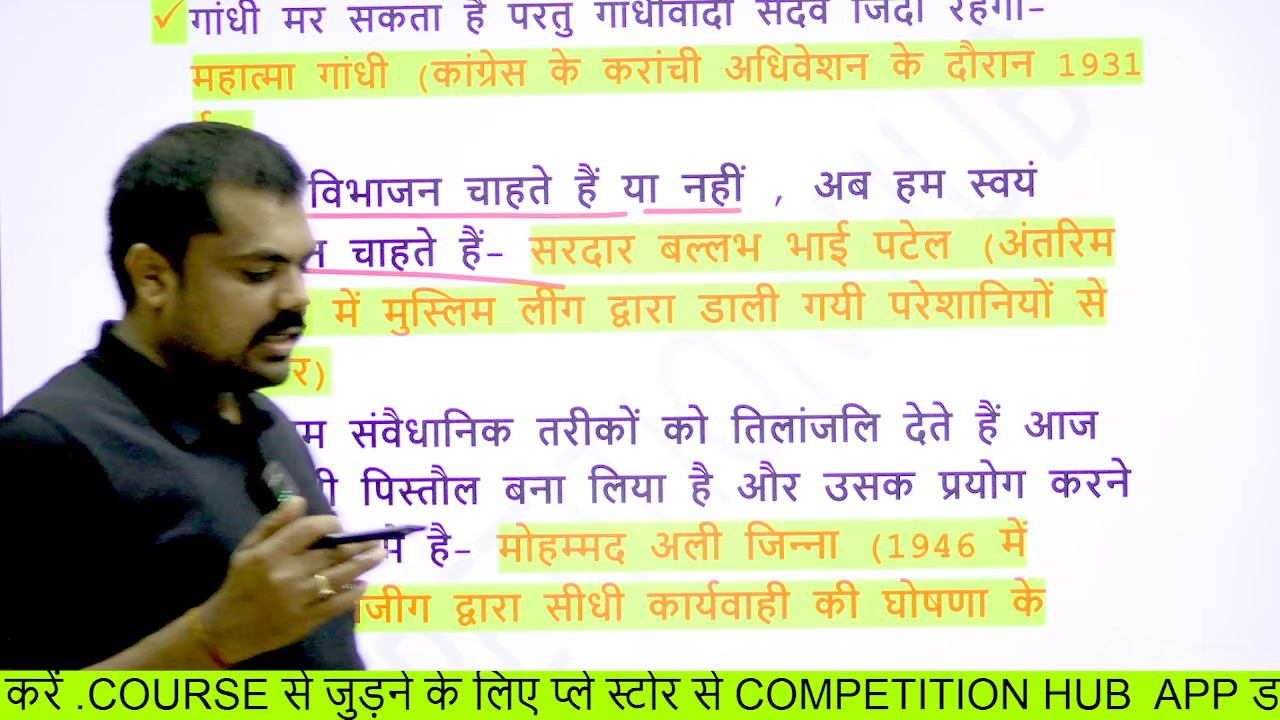 गांधी मर सकता है परंतु गांधीवादी सदैव जिंदा रहेगा-
महात्मा गांधी (कांग्रेस के करांची अधिवेशन के दौरान 1931
विभाजन चाहते हैं या नहीं , अब हम स्वयं
चाहते हैं- सरदार बल्लभ भाई पटेल (अंतरिम
में मुस्लिम लीग द्वारा डाली गयी परेशानियों से
र)
म संवैधानिक तरीकों को तिलांजलि देते हैं आज
पिस्तौल बना लिया है और उसक प्रयोग करने
है- मोहम्मद अली जिन्ना (1946 में
द्वारा सीधी कार्यवाही की घोषणा के
करें .COURSE से जुड़ने के लिए प्ले स्टोर से COMPETITION HUB APP ड